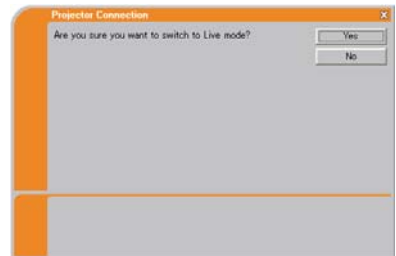 Projector Connection
X
Are you sure you want to switch to Live mode?
Yes
No